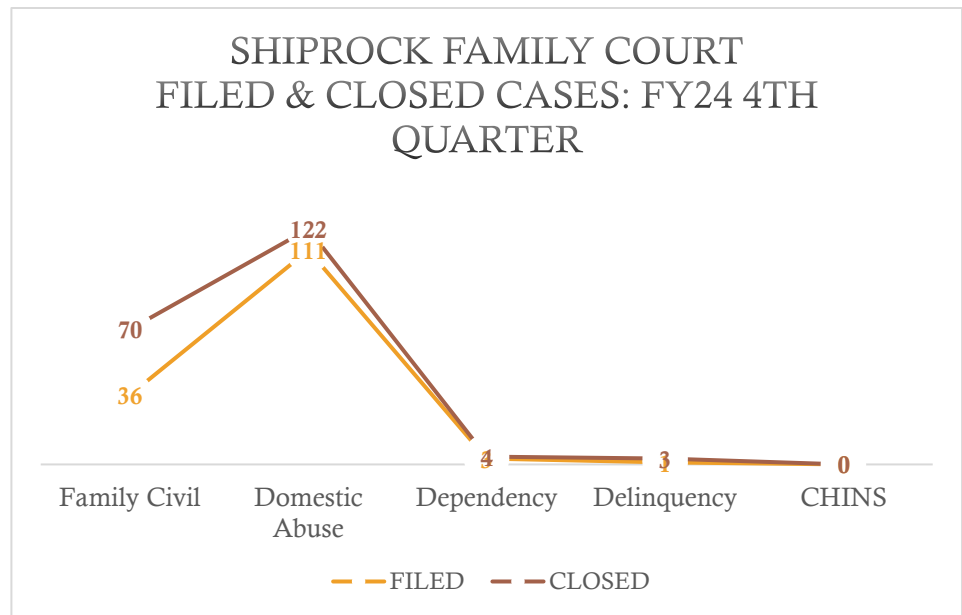 SHIPROCK FAMILY COURT
FILED & CLOSED CASES: FY24 4TH
QUARTER
122
111
70
36
4
3
1
0
Family Civil
Domestic
Abuse
Dependency
Delinquency
CHINS
FILED
CLOSED